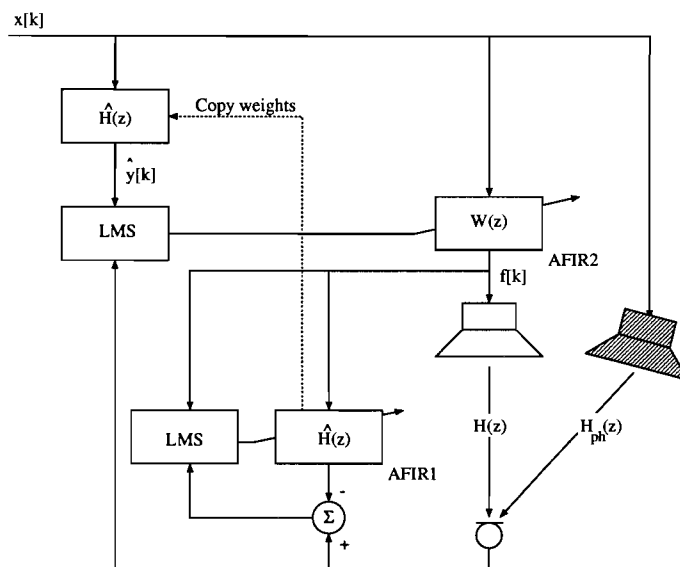 x[k]
Ĥ(z)
Copy weights
ŷ[k]
LMS
W(z)
AFIR2
f[k]
LMS
Ĥ(z)
H(z)
H_ph(z)
AFIR1
-
Σ
+